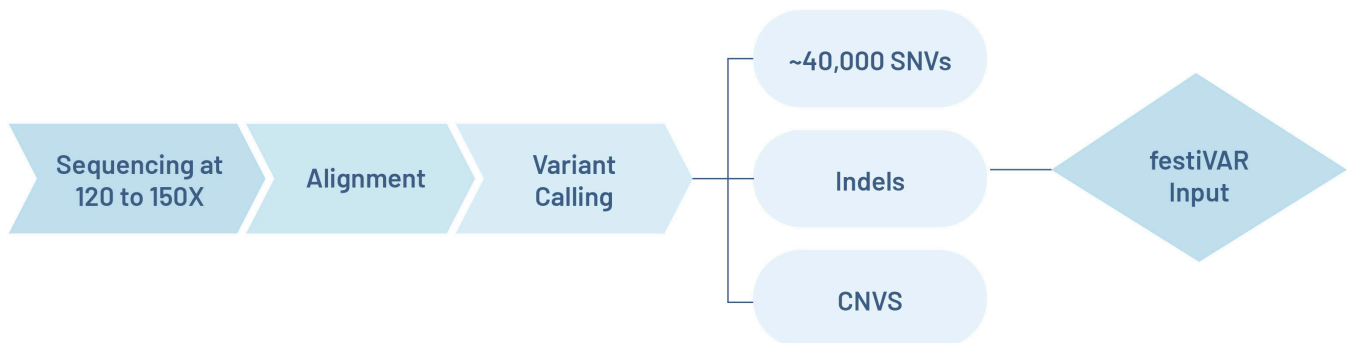 Sequencing at
120 to 150X
Alignment
Variant
Calling
~40,000 SNVs
Indels
CNVS
festiVAR
Input